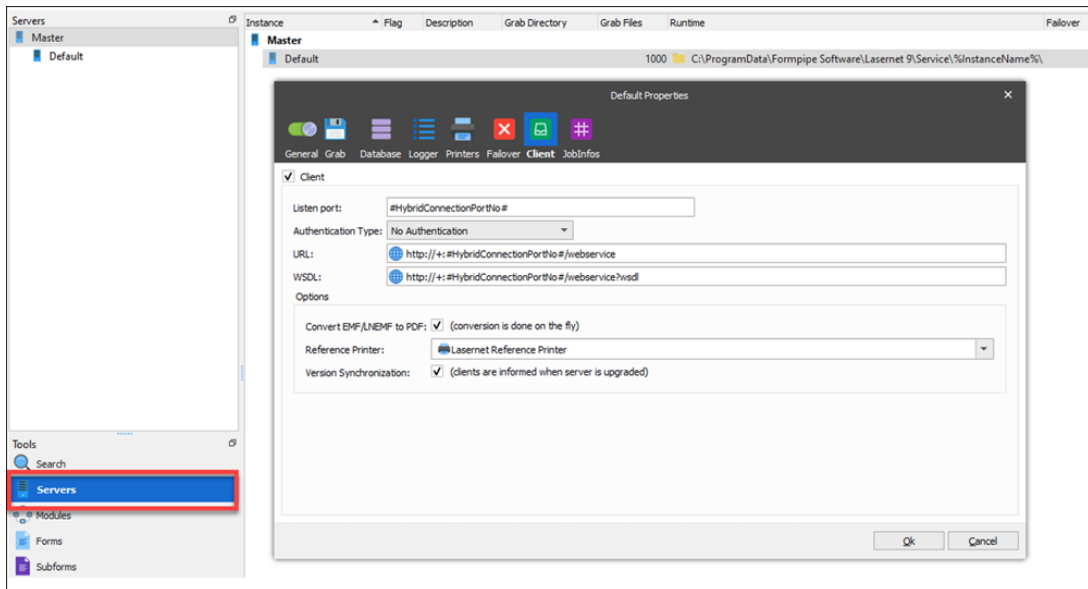 Servers
Master
Default
Instance Flag Description Grab Directory Grab Files Runtime Failover
Master
Default 1000 C:\ProgramData\Formpipe Software\Lasernet 9\Service\%InstanceName%\
Default Properties
General Grab Database Logger Printers Failover Client JobInfos
Client
Listen port: #HybridConnectionPortNo#
Authentication Type: No Authentication
URL: http://+:#HybridConnectionPortNo#/webservice
WSDL: http://+:#HybridConnectionPortNo#/webservice?wsdl
Options
Convert EMF/LNEMF to PDF: (conversion is done on the fly)
Reference Printer: Lasernet Reference Printer
Version Synchronization: (clients are informed when server is upgraded)
Ok Cancel
Tools
Search
Servers
Modules
Forms
Subforms